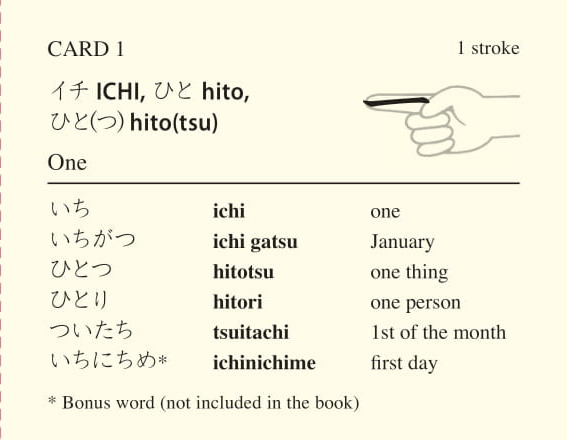 CARD 1 1 stroke
イチ ICHI, ひと hito,
ひと(つ) hito(tsu)
One
いち ichi one
いちがつ ichi gatsu January
ひとつ hitotsu one thing
ひとり hitori one person
ついたち tsuitachi 1st of the month
いちにちめ* ichinichime first day
* Bonus word (not included in the book)